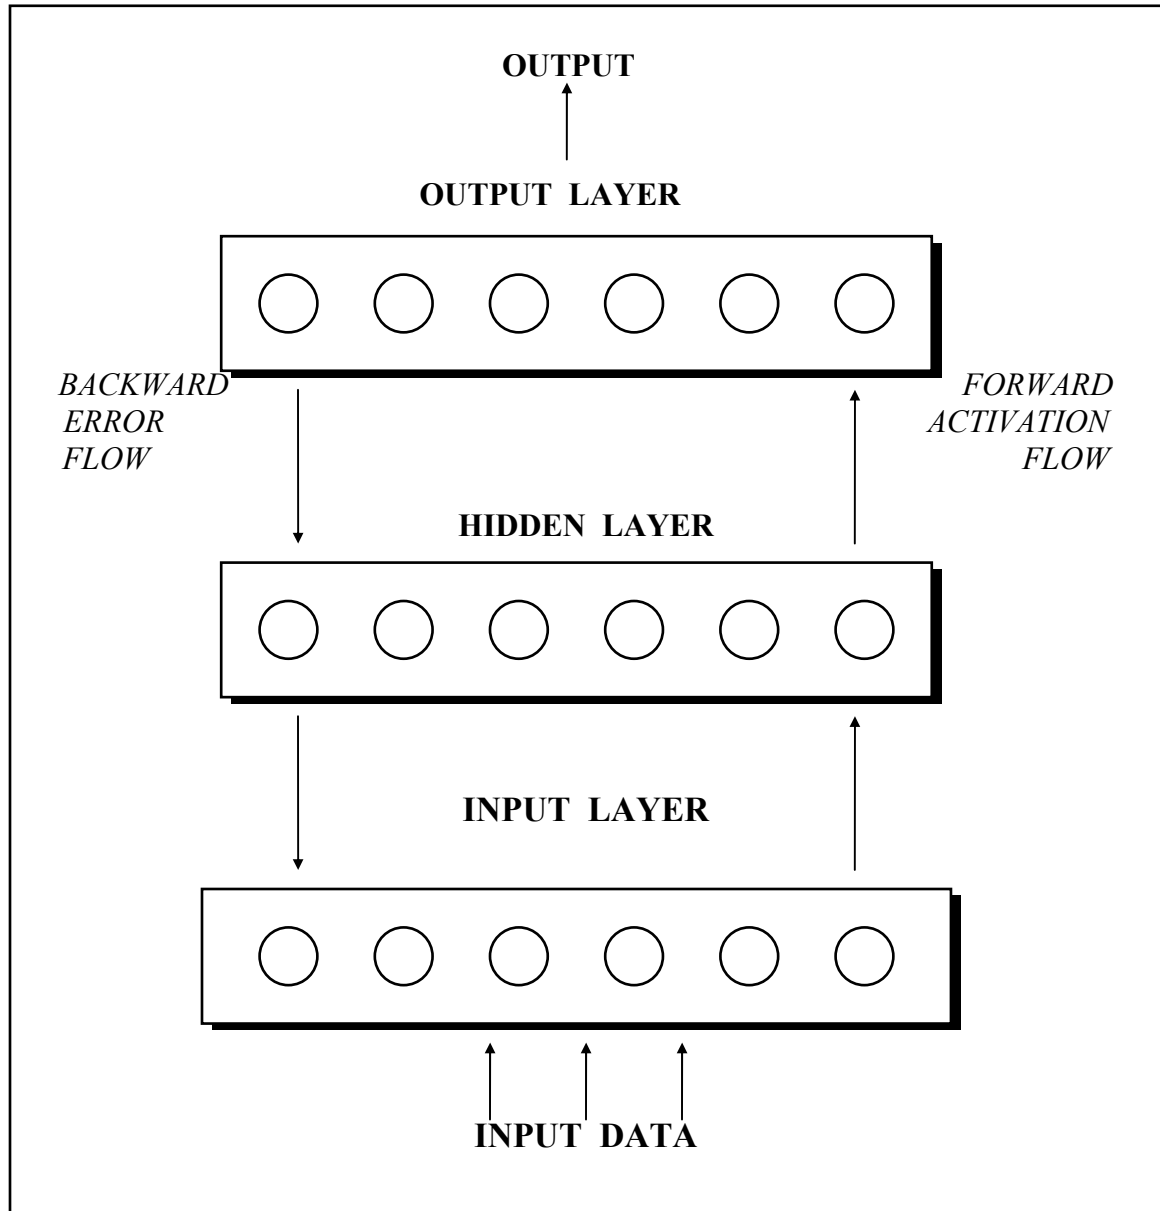 OUTPUT
OUTPUT LAYER
BACKWARD
ERROR
FLOW
FORWARD
ACTIVATION
FLOW
HIDDEN LAYER
INPUT LAYER
INPUT DATA